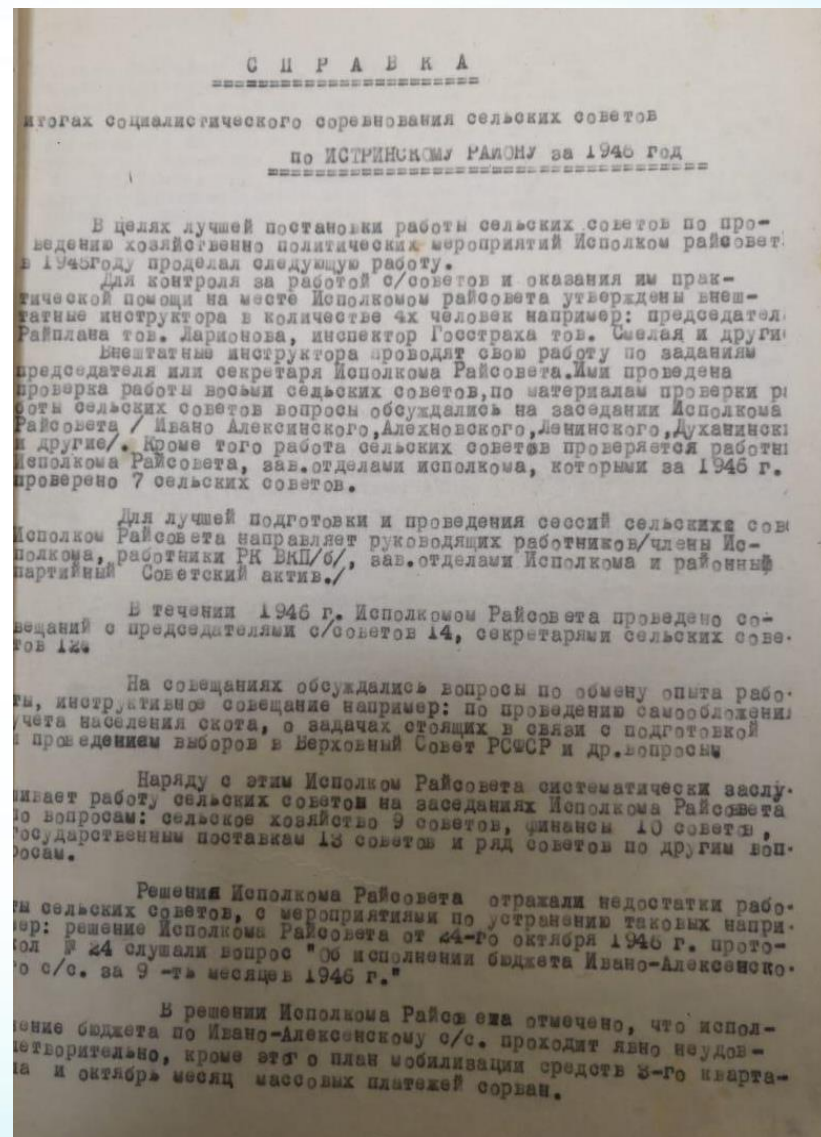 С П Р А В К А
итогах социалистического соревнования сельских советов
по ИСТРИНСКОМУ РАЙОНУ за 1946 год
В целях лучшей постановки работы сельских советов по про-
ведению хозяйственно политических мероприятий Исполком райсовет
в 1946году проделал следующую работу.
Для контроля за работой с/советов и оказания им прак-
тической помощи на месте Исполкомом райсовета утверждены внеш-
татные инструктора в количестве 4х человек например: председател
Райплана тов. Ларионова, инспектор Госстраха тов. Смелая и други
Внештатные инструктора проводят свою работу по заданиям
председателя или секретаря Исполкома Райсовета.Ими проведена
проверка работы восьми сельских советов,по материалам проверки ра
боты сельских советов вопросы обсуждались на заседании Исполкома
Райсовета / Ивано Алексинского,Алехновского,Ленинского,Духанинск
и другие/. Кроме того работа сельских советов проверяется работни
Исполкома Райсовета, зав.отделами исполкома, которыми за 1946 г.
проверено 7 сельских советов.
Для лучшей подготовки и проведения сессий сельских сов
Исполком Райсовета направляет руководящих работников/члены Ис-
полкома, работники РК ВКП/б/, зав.отделами Исполкома и районный
партийный Советский актив./
В течении 1946 г. Исполкомом Райсовета проведено со-
вещаний с председателями с/советов 14, секретарями сельских сове-
тов 12.
На совещаниях обсуждались вопросы по обмену опыта рабо-
ты, инструктивное совещание например: по проведению самообложения
учета населения скота, о задачах стоящих в связи с подготовкой
и проведением выборов в Верховный Совет РСФСР и др.вопросы
Наряду с этим Исполком Райсовета систематически заслу-
шивает работу сельских советом на заседаниях Исполкома Райсовета
по вопросам: сельское хозяйство 9 советов, финансы 10 советов,
Государственным поставкам 13 советов и ряд советов по другим воп-
росам.
Решения Исполкома Райсовета отражали недостатки рабо-
ты сельских советов, с мероприятиями по устранению таковых напри-
мер: решение Исполкома Райсовета от 24-го октября 1946 г. прото-
кол № 24 слушали вопрос "Об исполнении бюджета Ивано-Алексенско-
го с/с. за 9 -ть месяцев 1946 г."
В решении Исполкома Райсовета отмечено, что испол-
нение бюджета по Ивано-Алексенскому с/с. проходит явно неудов-
летворительно, кроме этого план мобилизации средств 3-го кварта-
ла и октябрь месяц массовых платежей сорван.